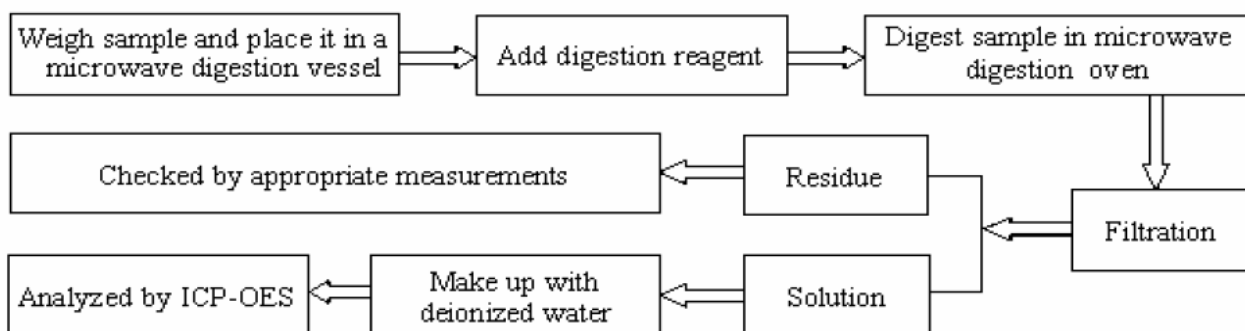 Weigh sample and place it in a
microwave digestion vessel
Add digestion reagent
Digest sample in microwave
digestion oven
Filtration
Residue
Checked by appropriate measurements
Solution
Make up with
deionized water
Analyzed by ICP-OES